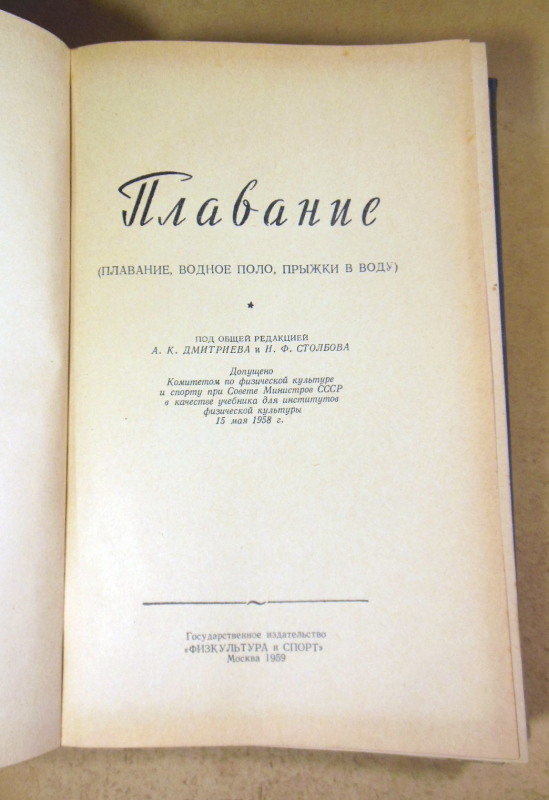 Плавание
(ПЛАВАНИЕ, ВОДНОЕ ПОЛО, ПРЫЖКИ В ВОДУ)
*
ПОД ОБЩЕЙ РЕДАКЦИЕЙ
А. К. ДМИТРИЕВА и Н. Ф. СТОЛБОВА
Допущено
Комитетом по физической культуре
и спорту при Совете Министров СССР
в качестве учебника для институтов
физической культуры
15 мая 1958 г.
Государственное издательство
«ФИЗКУЛЬТУРА и СПОРТ»
Москва 1959